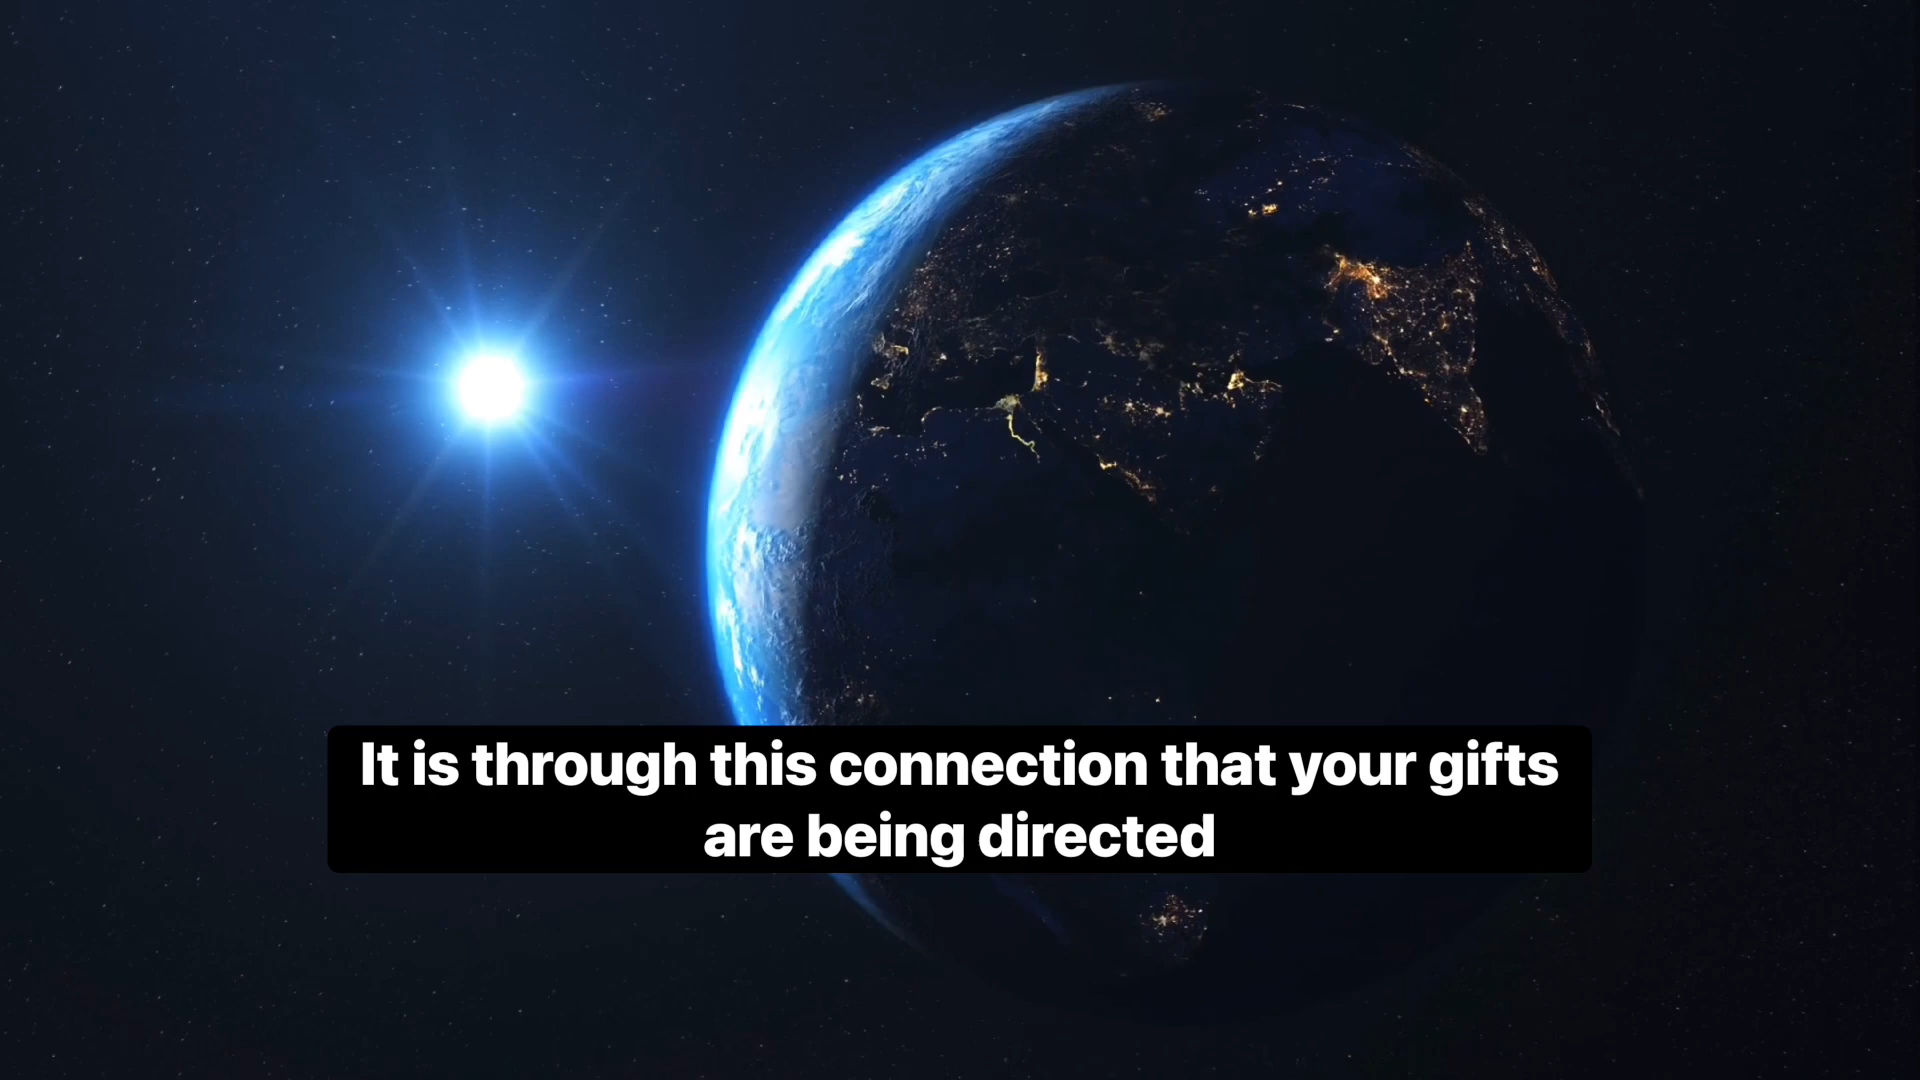 It is through this connection that your gifts
are being directed